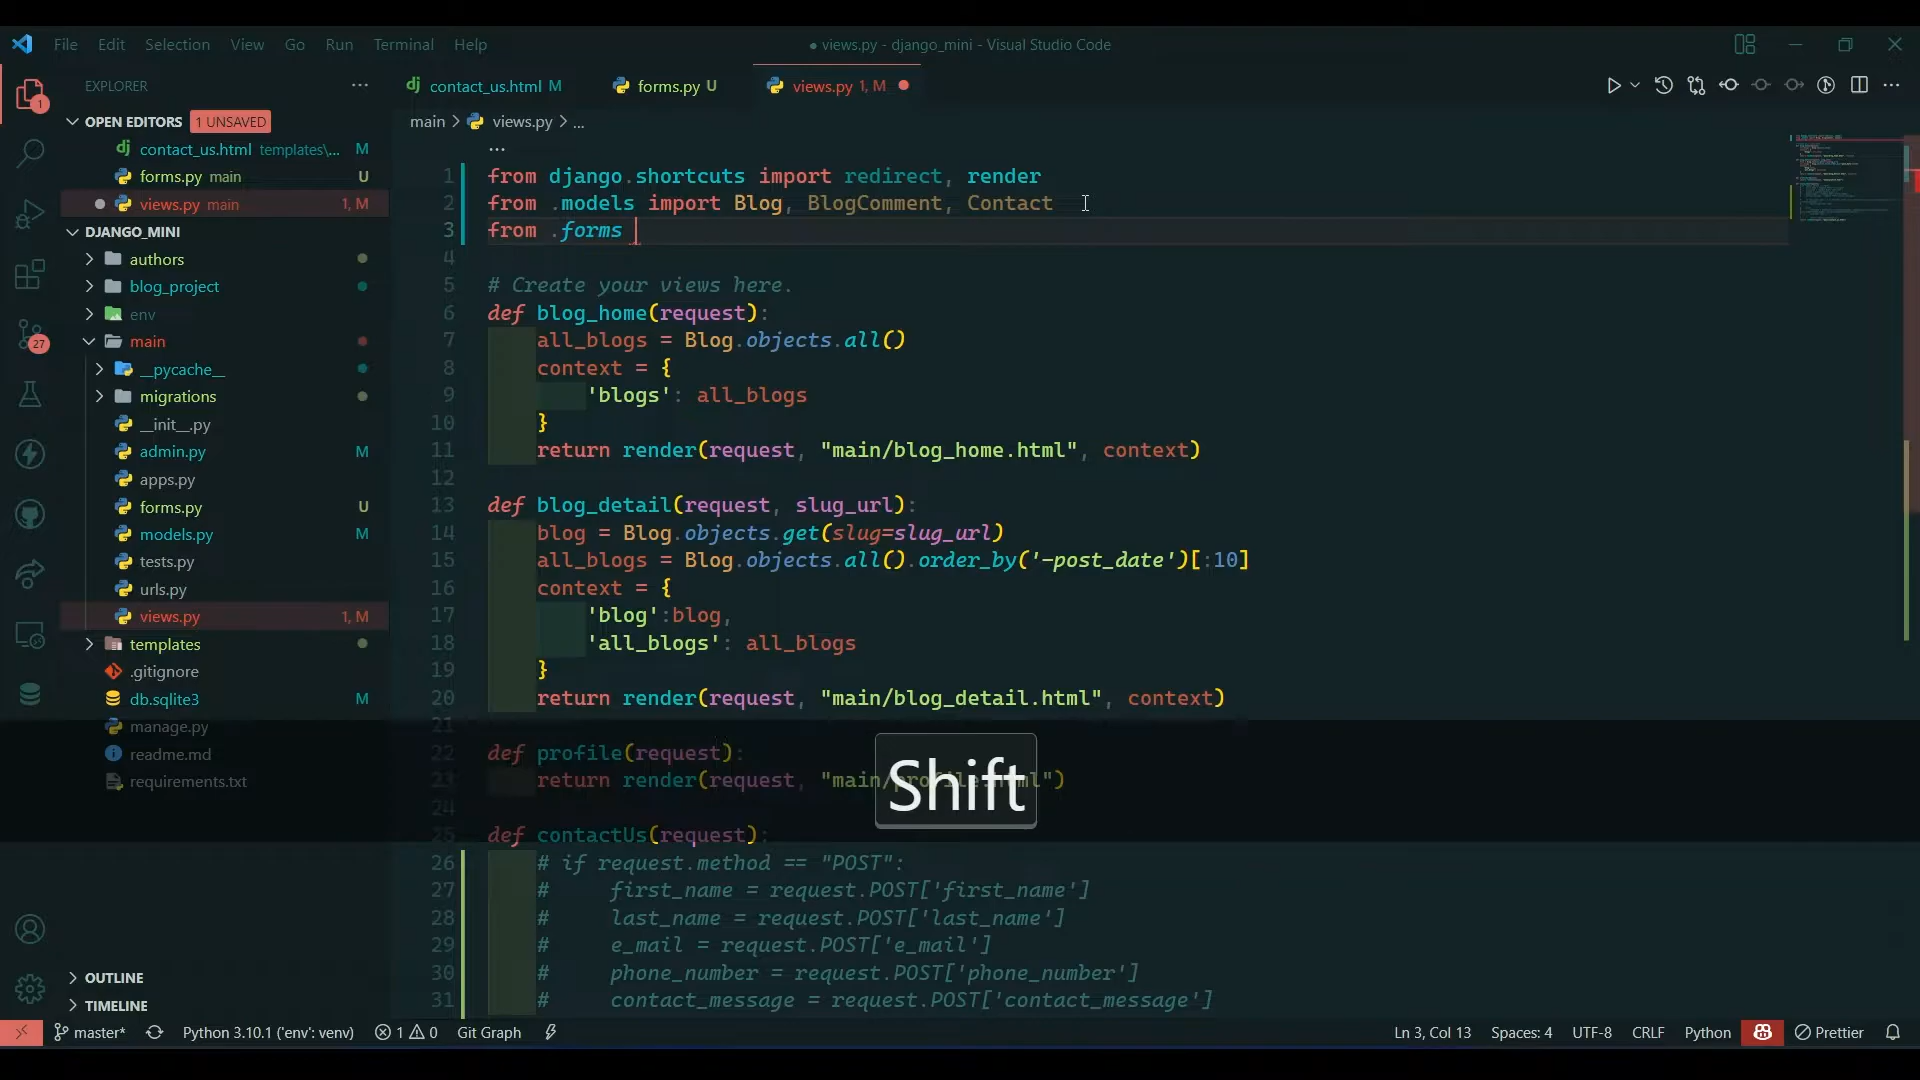 File Edit Selection View Go Run Terminal Help
● views.py - django_mini - Visual Studio Code
EXPLORER
contact_us.html M
forms.py U
views.py 1, M
OPEN EDITORS 1 UNSAVED
contact_us.html templates\... M
forms.py main U
views.py main 1, M
DJANGO_MINI
authors
blog_project
env
main
__pycache__
migrations
__init__.py
admin.py M
apps.py
forms.py U
models.py M
tests.py
urls.py
views.py 1, M
templates
.gitignore
db.sqlite3 M
manage.py
readme.md
requirements.txt
OUTLINE
TIMELINE
1
27
main > views.py > ...
...
1 from django.shortcuts import redirect, render
2 from .models import Blog, BlogComment, Contact
3 from .forms
4
5 # Create your views here.
6 def blog_home(request):
7 all_blogs = Blog.objects.all()
8 context = {
9 'blogs': all_blogs
10 }
11 return render(request, "main/blog_home.html", context)
12
13 def blog_detail(request, slug_url):
14 blog = Blog.objects.get(slug=slug_url)
15 all_blogs = Blog.objects.all().order_by('-post_date')[:10]
16 context = {
17 'blog':blog,
18 'all_blogs': all_blogs
19 }
20 return render(request, "main/blog_detail.html", context)
21
22 def profile(request):
23 return render(request, "main/profile.html")
24
25 def contactUs(request):
26 # if request.method == "POST":
27 # first_name = request.POST['first_name']
28 # last_name = request.POST['last_name']
29 # e_mail = request.POST['e_mail']
30 # phone_number = request.POST['phone_number']
31 # contact_message = request.POST['contact_message']
Shift
master* Python 3.10.1 ('env': venv) 1 0 Git Graph
Ln 3, Col 13 Spaces: 4 UTF-8 CRLF Python Prettier